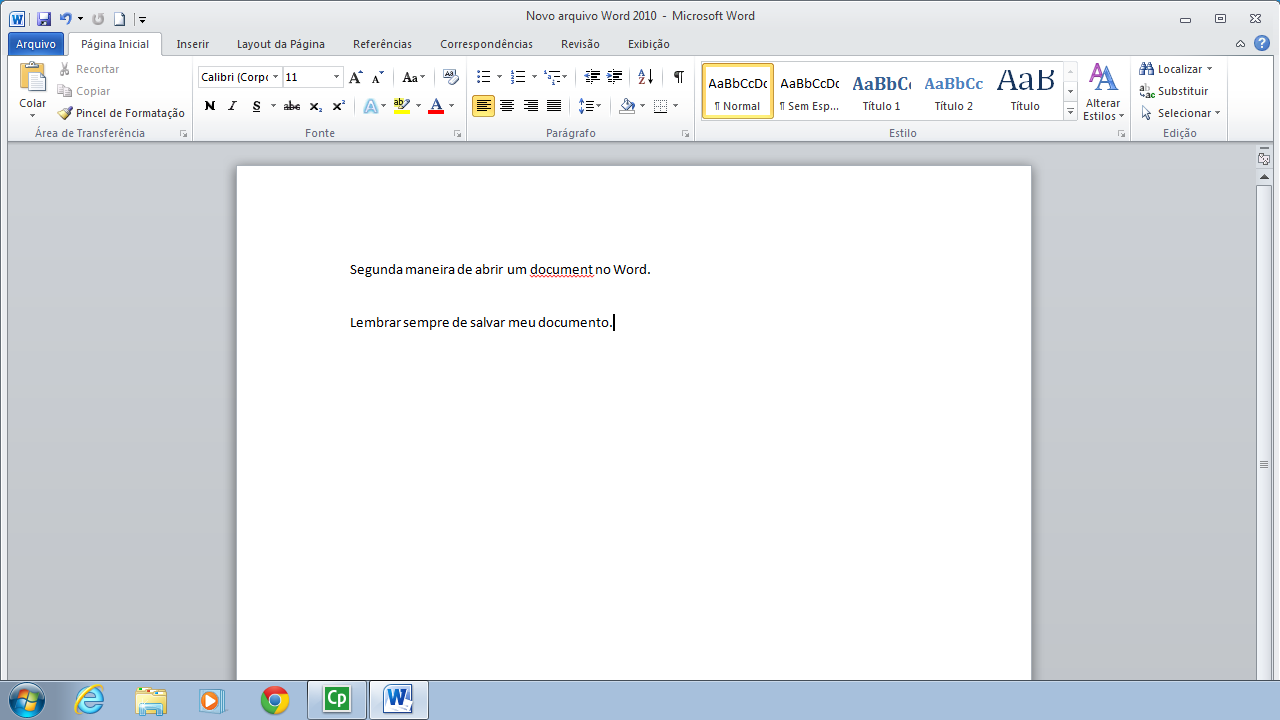 Novo arquivo Word 2010 - Microsoft Word
Arquivo Página Inicial Inserir Layout da Página Referências Correspondências Revisão Exibição
Colar
Recortar
Copiar
Pincel de Formatação
Área de Transferência
Calibri (Corpo 11
N I S abc x₂ x²
Fonte
Parágrafo
AaBbCcDc AaBbCcDc AaBbCc AaBbCc AaB
¶ Normal ¶ Sem Esp... Título 1 Título 2 Título
Alterar
Estilos
Estilo
Localizar
Substituir
Selecionar
Edição
Segunda maneira de abrir um document no Word.
Lembrar sempre de salvar meu documento.
Cp W